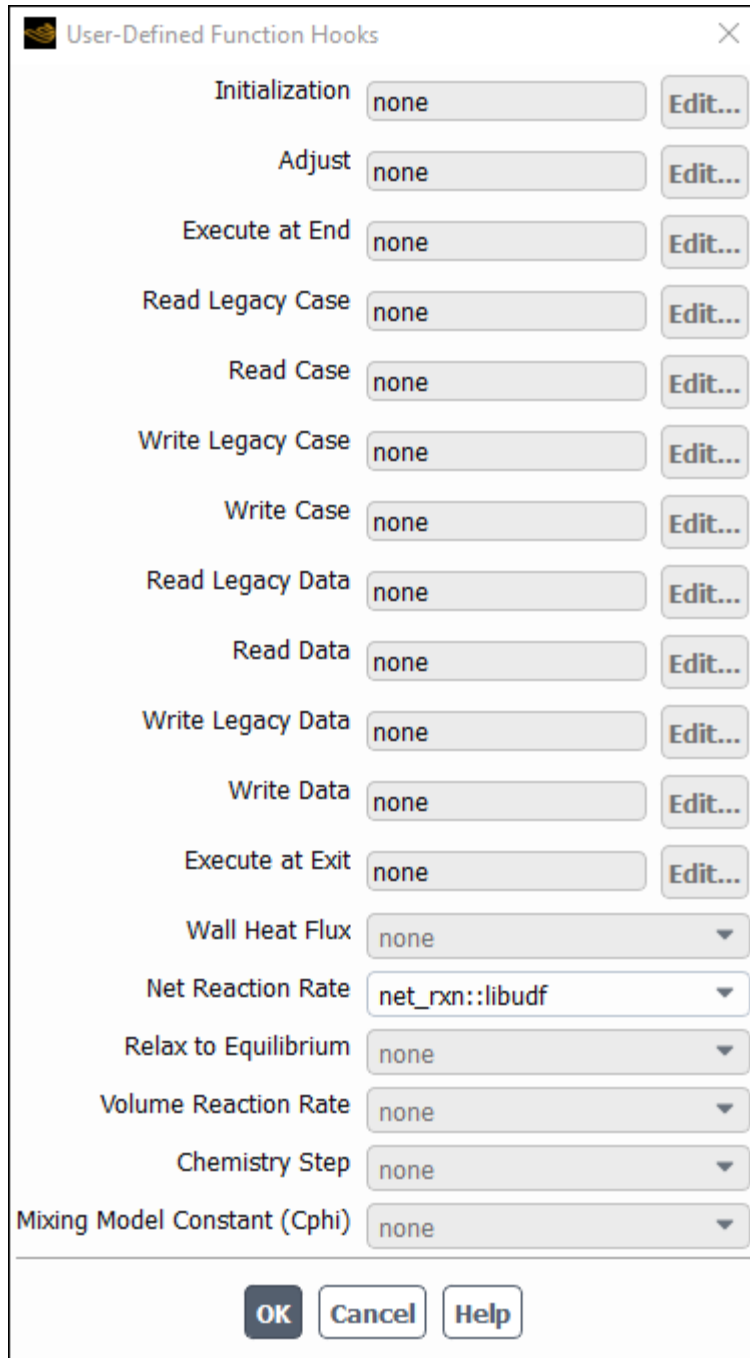 User-Defined Function Hooks
Initialization none Edit...
Adjust none Edit...
Execute at End none Edit...
Read Legacy Case none Edit...
Read Case none Edit...
Write Legacy Case none Edit...
Write Case none Edit...
Read Legacy Data none Edit...
Read Data none Edit...
Write Legacy Data none Edit...
Write Data none Edit...
Execute at Exit none Edit...
Wall Heat Flux none
Net Reaction Rate net_rxn::libudf
Relax to Equilibrium none
Volume Reaction Rate none
Chemistry Step none
Mixing Model Constant (Cphi) none
OK Cancel Help